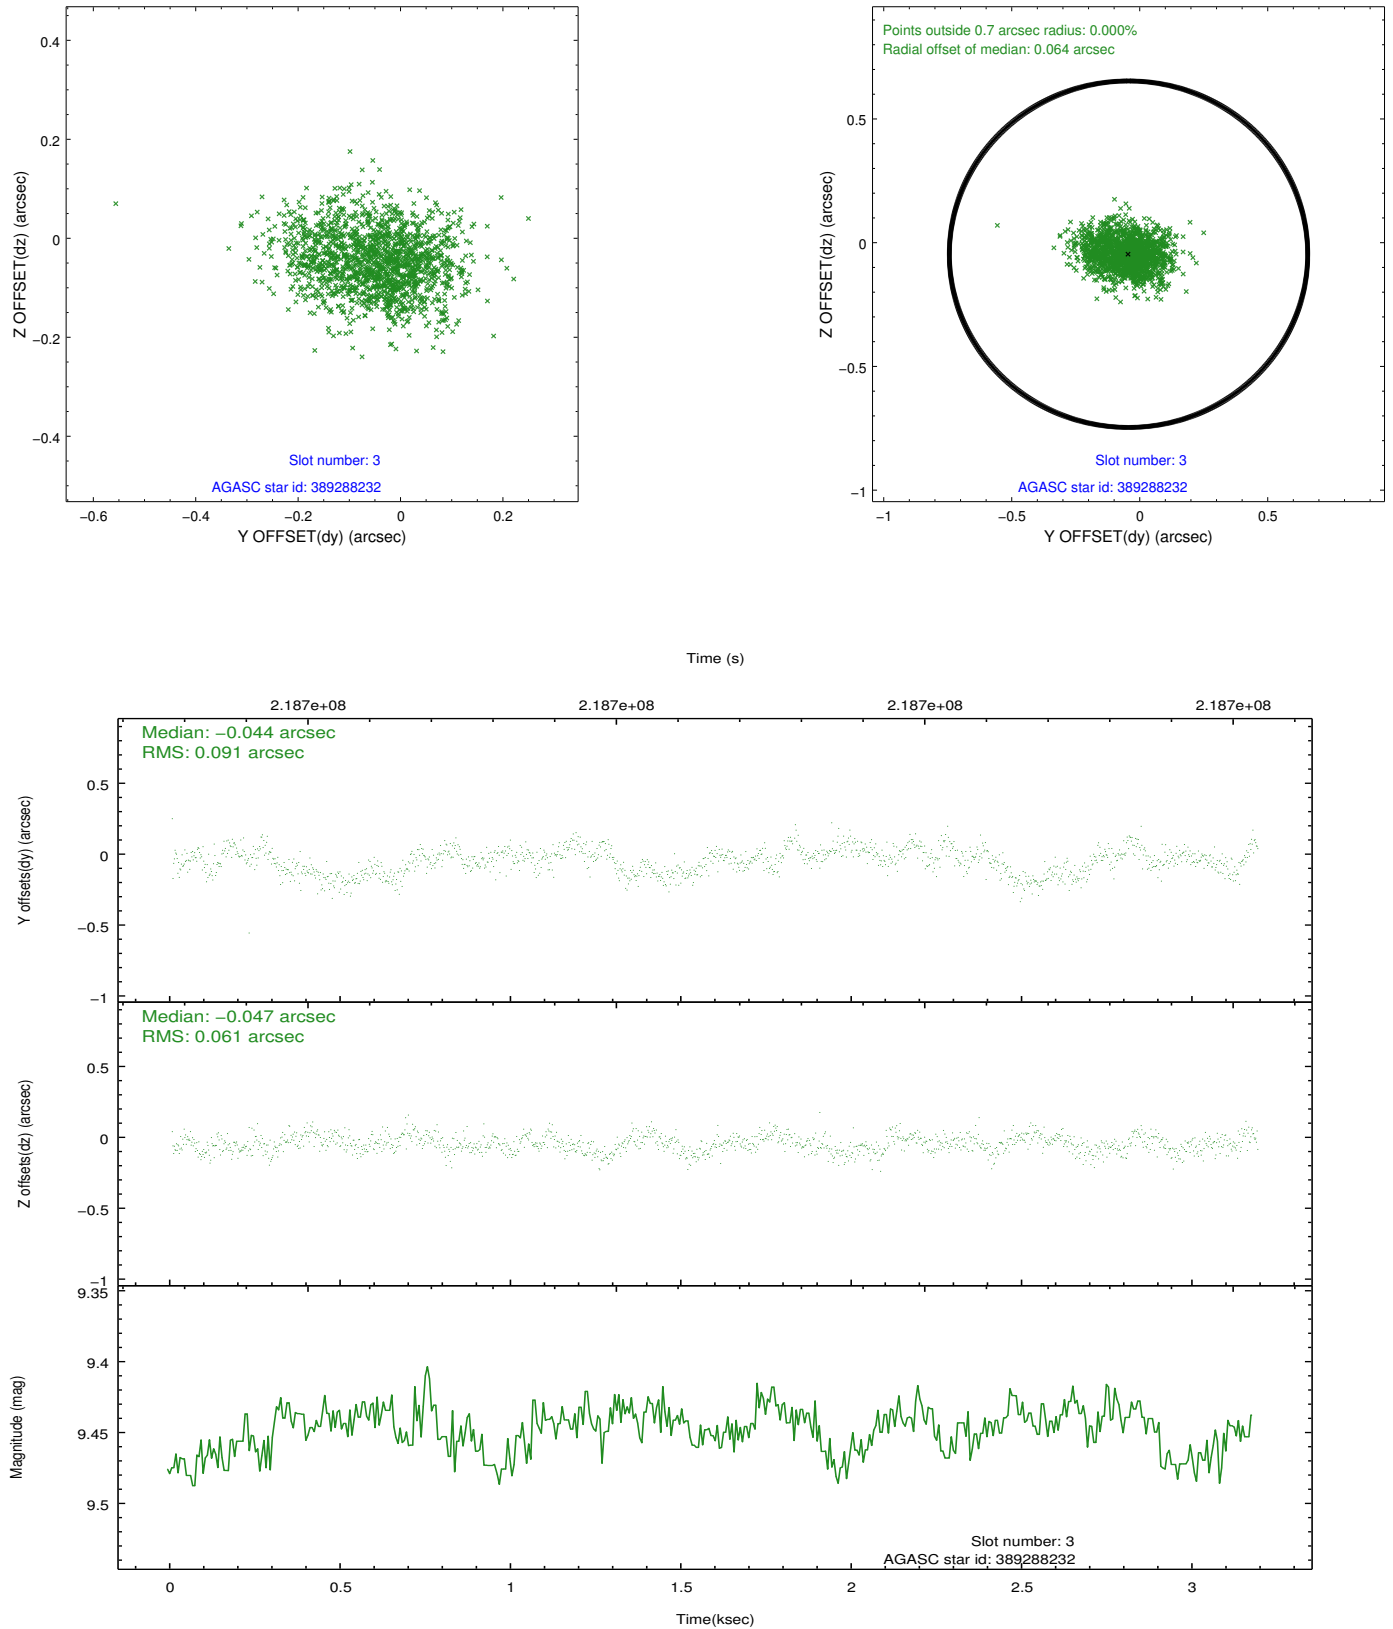 0.4
0.2
0
−0.2
−0.4
Z OFFSET(dz) (arcsec)
Slot number: 3
AGASC star id: 389288232
−0.6 −0.4 −0.2 0 0.2
Y OFFSET(dy) (arcsec)
Points outside 0.7 arcsec radius: 0.000%
Radial offset of median: 0.064 arcsec
0.5
0
−0.5
−1
Z OFFSET(dz) (arcsec)
Slot number: 3
AGASC star id: 389288232
−1 −0.5 0 0.5
Y OFFSET(dy) (arcsec)
Time (s)
2.187e+08 2.187e+08 2.187e+08 2.187e+08
Median: −0.044 arcsec
RMS: 0.091 arcsec
0.5
0
−0.5
−1
Y offsets(dy) (arcsec)
Median: −0.047 arcsec
RMS: 0.061 arcsec
0.5
0
−0.5
−1
Z offsets(dz) (arcsec)
9.35
9.4
9.45
9.5
Magnitude (mag)
Slot number: 3
AGASC star id: 389288232
0 0.5 1 1.5 2 2.5 3
Time(ksec)